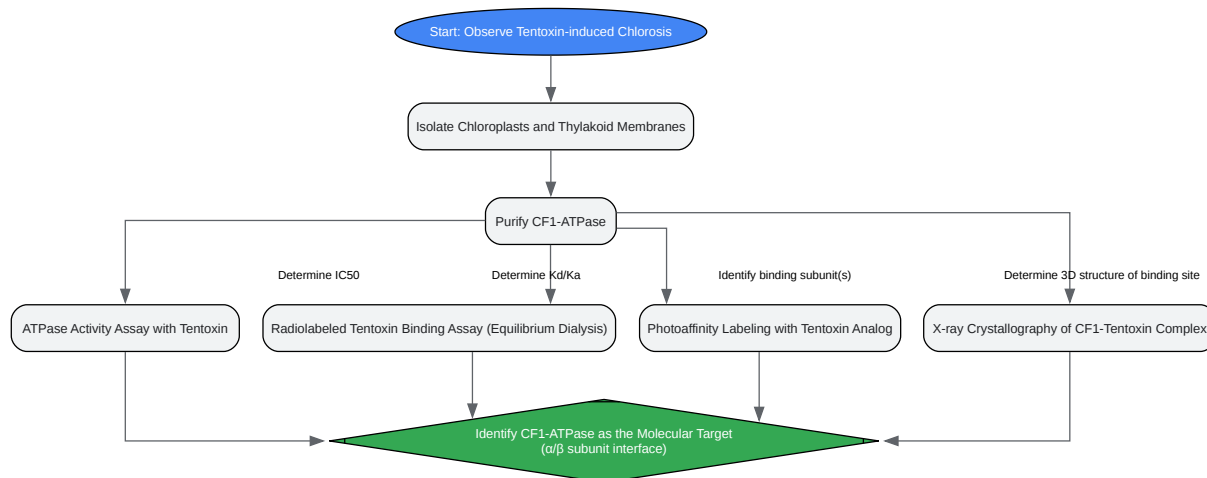 Start: Observe Tentoxin-induced Chlorosis
Isolate Chloroplasts and Thylakoid Membranes
Purify CF1-ATPase
Determine IC50
Determine Kd/Ka
Identify binding subunit(s)
Determine 3D structure of binding site
ATPase Activity Assay with Tentoxin
Radiolabeled Tentoxin Binding Assay (Equilibrium Dialysis)
Photoaffinity Labeling with Tentoxin Analog
X-ray Crystallography of CF1-Tentoxin Complex
Identify CF1-ATPase as the Molecular Target
(α/β subunit interface)